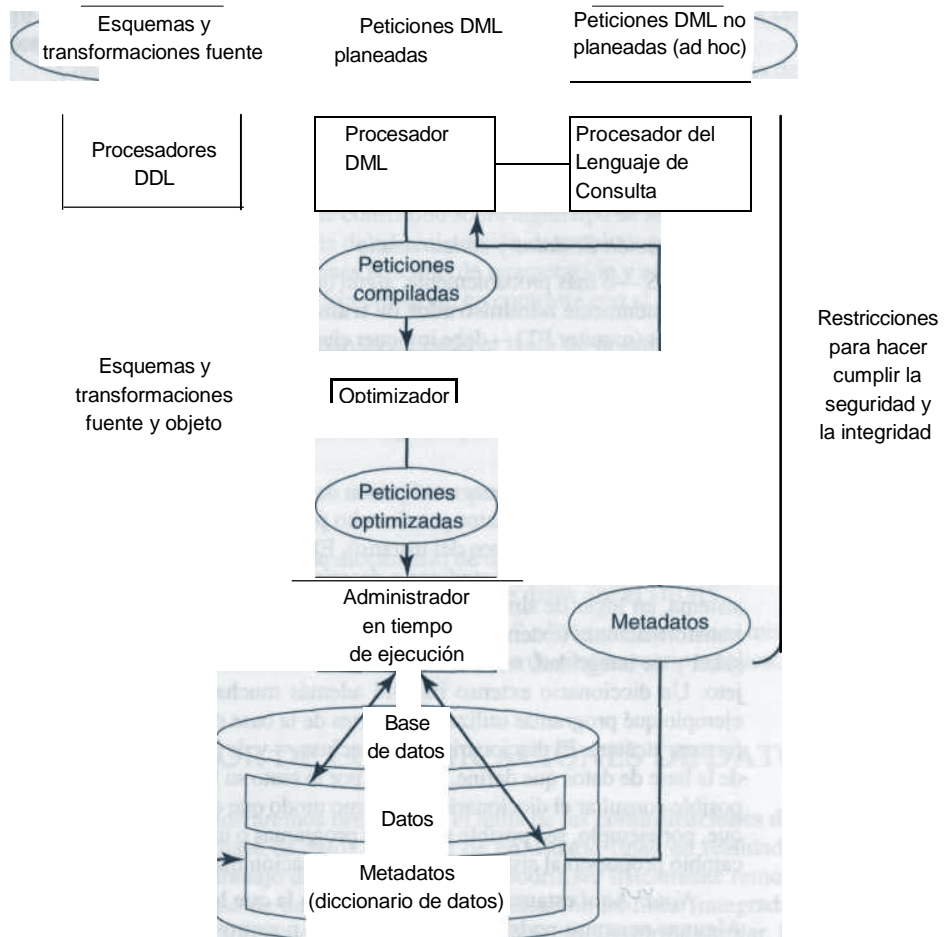 Esquemas y
transformaciones fuente
Peticiones DML
planeadas
Peticiones DML no
planeadas (ad hoc)
Procesadores
DDL
Procesador
DML
Procesador del
Lenguaje de
Consulta
Peticiones
compiladas
Esquemas y
transformaciones
fuente y objeto
Optimizador
Restricciones
para hacer
cumplir la
seguridad y
la integridad
Peticiones
optimizadas
Administrador
en tiempo
de ejecución
Metadatos
Base
de datos
Datos
Metadatos
(diccionario de datos)